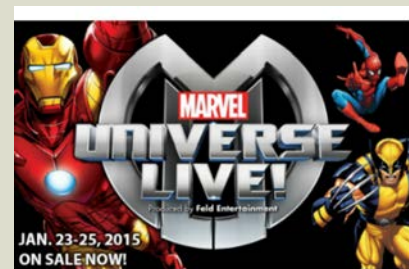 MARVEL
UNIVERSE
LIVE!
Produced by Feld Entertainment
JAN. 23-25, 2015
ON SALE NOW!